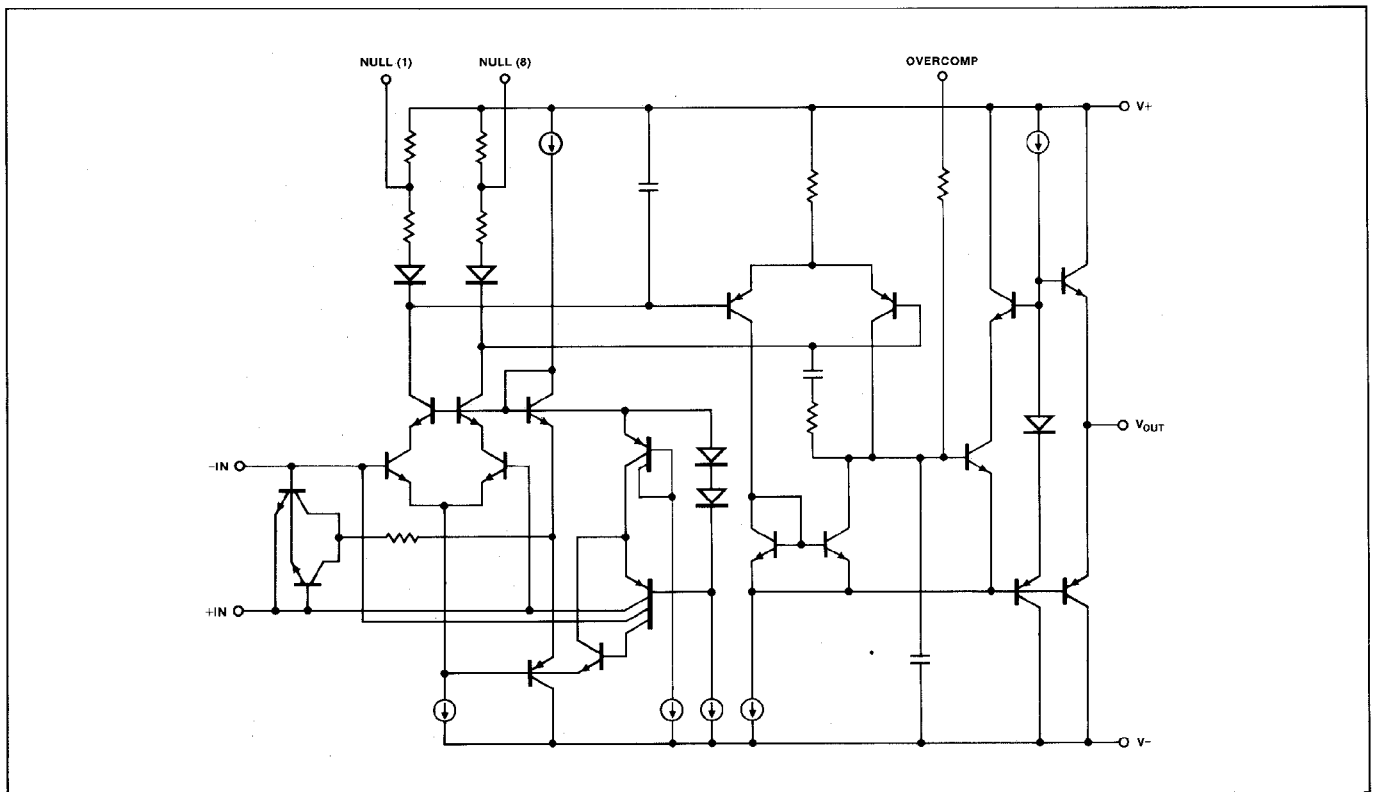 NULL (1)
NULL (8)
OVERCOMP
V+
VOUT
-IN
+IN
V-